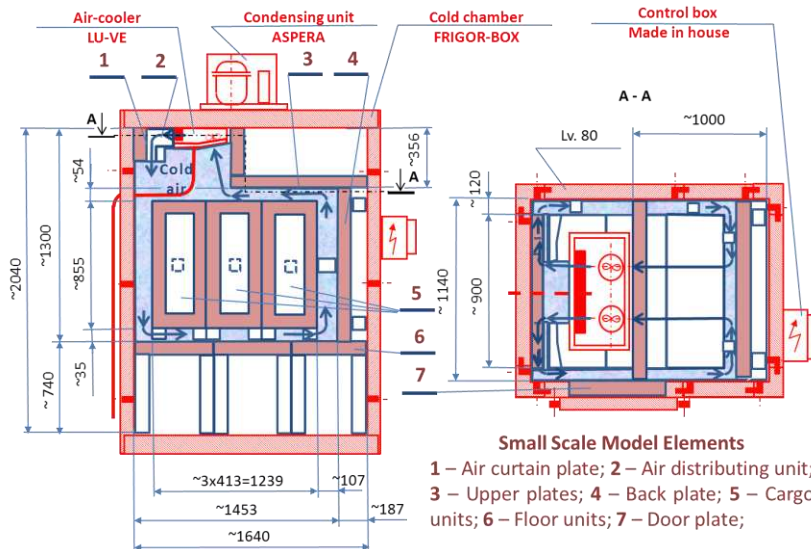 Air-cooler
LU-VE
Condensing unit
ASPERA
Cold chamber
FRIGOR-BOX
Control box
Made in house
1
2
3
4
A
A - A
~1000
Lv. 80
~356
~54
Cold
air
A
~120
~2040
~1300
~855
~1140
~900
5
6
7
~740
~35
~3x413=1239
~107
~1453
~187
~1640
Small Scale Model Elements
1 – Air curtain plate; 2 – Air distributing unit;
3 – Upper plates; 4 – Back plate; 5 – Cargo
units; 6 – Floor units; 7 – Door plate;